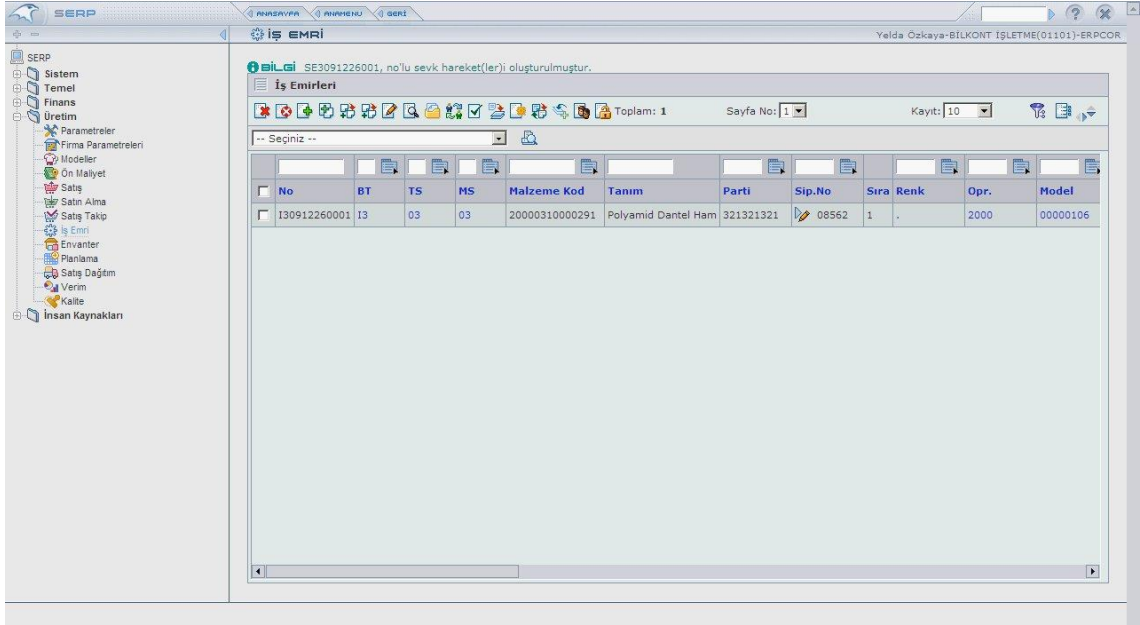 SERP
ANASAYFA
ANAMENU
GERİ
İŞ EMRİ
Yelda Özkaya-BİLKONT İŞLETME(01101)-ERPCOR
SERP
Sistem
Temel
Finans
Üretim
Parametreler
Firma Parametreleri
Modeller
Ön Maliyet
Satış
Satın Alma
Satış Takip
İş Emri
Envanter
Planlama
Satış Dağıtım
Verim
Kalite
İnsan Kaynakları
BİLGİ SE3091226001, no'lu sevk hareket(ler)i oluşturulmuştur.
İş Emirleri
Toplam: 1 Sayfa No: 1 Kayıt: 10
-- Seçiniz --
No BT TS MS Malzeme Kod Tanım Parti Sip.No Sıra Renk Opr. Model
I30912260001 I3 03 03 20000310000291 Polyamid Dantel Ham 321321321 08562 1 . 2000 00000106